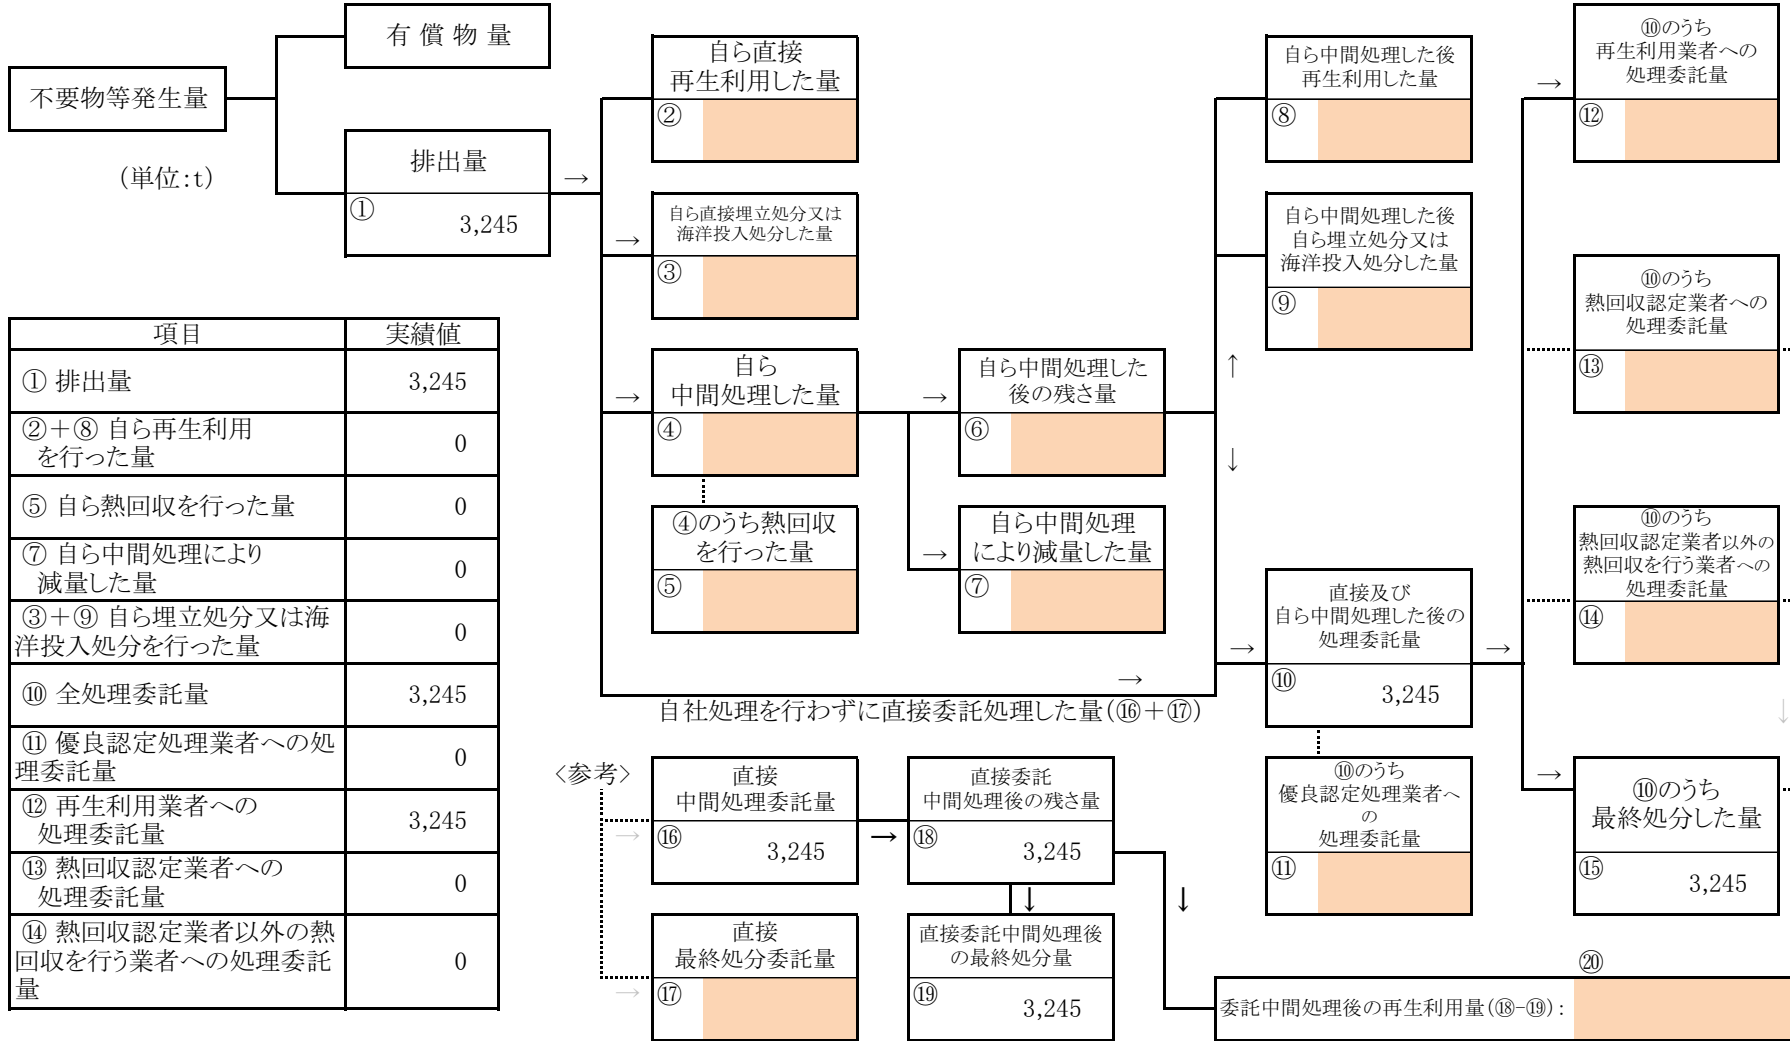 有 償 物 量
不要物等発生量
(単位:t)
排出量
①
3,245
→
自ら直接
再生利用した量
②
→
自ら直接埋立処分又は
海洋投入処分した量
③
→
自ら
中間処理した量
④
④のうち熱回収
を行った量
⑤
→
自ら中間処理した
後の残さ量
⑥
→
自ら中間処理
により減量した量
⑦
↑
↓
自ら中間処理した後
再生利用した量
⑧
自ら中間処理した後
自ら埋立処分又は
海洋投入処分した量
⑨
→
直接及び
自ら中間処理した後の
処理委託量
⑩
3,245
→
自社処理を行わずに直接委託処理した量(⑯+⑰)
→
⑩のうち
優良認定処理業者へ
の
処理委託量
⑪
→
⑩のうち
再生利用業者への
処理委託量
⑫
⑩のうち
熱回収認定業者への
処理委託量
⑬
⑩のうち
熱回収認定業者以外の
熱回収を行う業者への
処理委託量
⑭
↓
→
⑩のうち
最終処分した量
⑮
3,245
項目 実績値
① 排出量 3,245
②+⑧ 自ら再生利用
を行った量 0
⑤ 自ら熱回収を行った量 0
⑦ 自ら中間処理により
減量した量 0
③+⑨ 自ら埋立処分又は海
洋投入処分を行った量 0
⑩ 全処理委託量 3,245
⑪ 優良認定処理業者への処
理委託量 0
⑫ 再生利用業者への
処理委託量 3,245
⑬ 熱回収認定業者への
処理委託量 0
⑭ 熱回収認定業者以外の熱
回収を行う業者への処理委託
量 0
<参考>
→
直接
中間処理委託量
⑯
3,245
→
直接委託
中間処理後の残さ量
⑱
3,245
↓
↓
→
直接
最終処分委託量
⑰
直接委託中間処理後
の最終処分量
⑲
3,245
⑳
委託中間処理後の再生利用量(⑱-⑲):